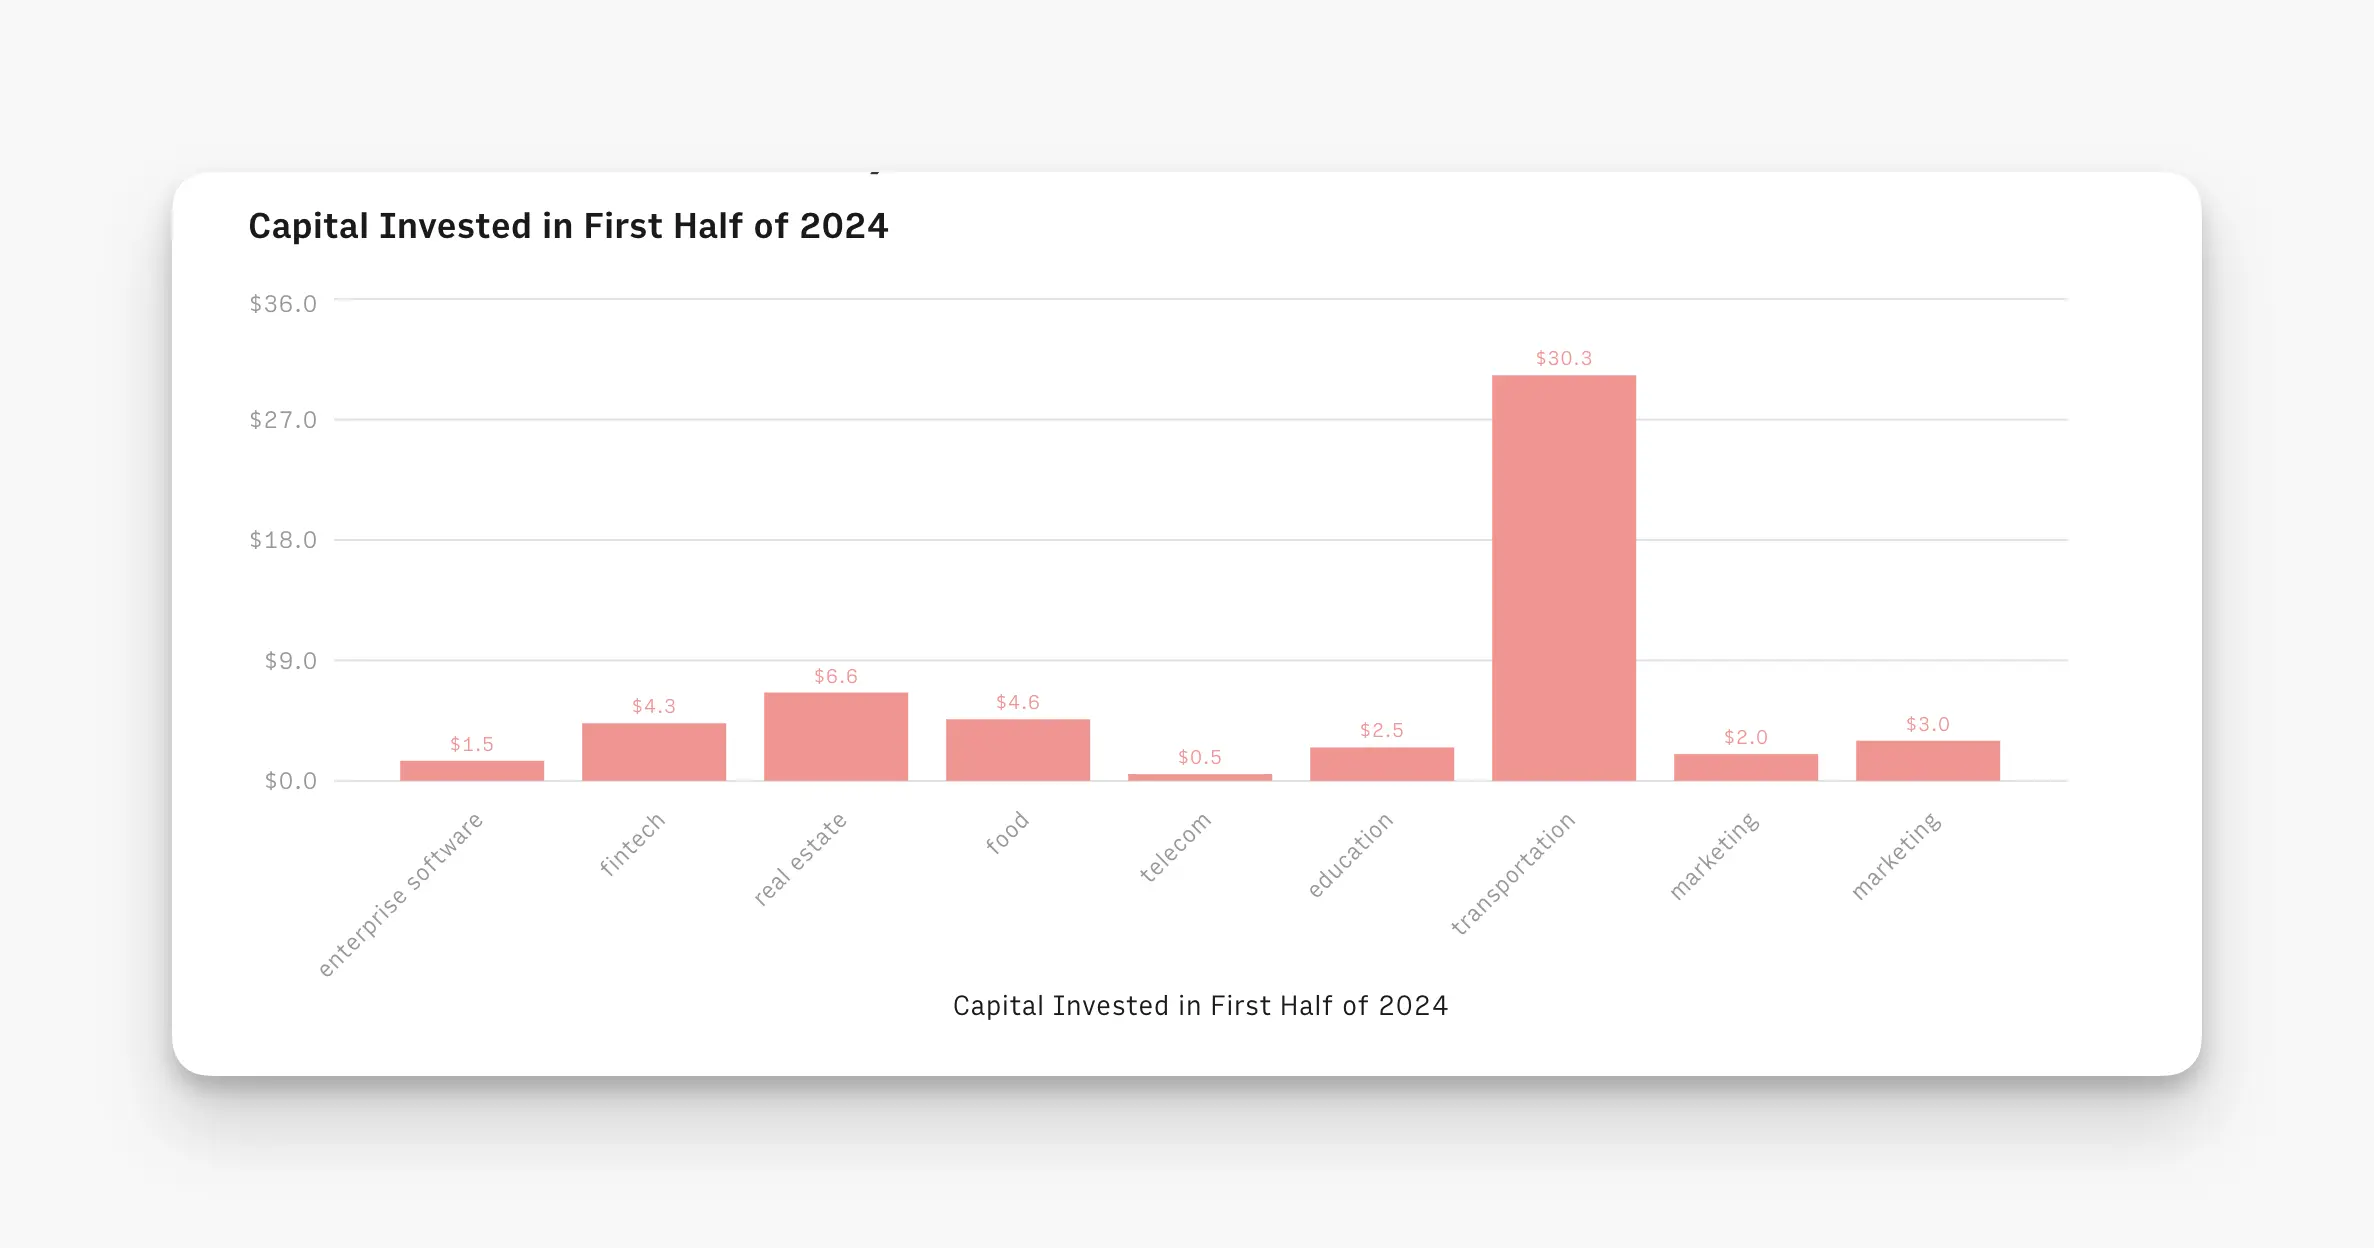 Capital Invested in First Half of 2024
$36.0
$27.0
$18.0
$9.0
$0.0
$1.5
$4.3
$6.6
$4.6
$0.5
$2.5
$30.3
$2.0
$3.0
enterprise software
fintech
real estate
food
telecom
education
transportation
marketing
marketing
Capital Invested in First Half of 2024